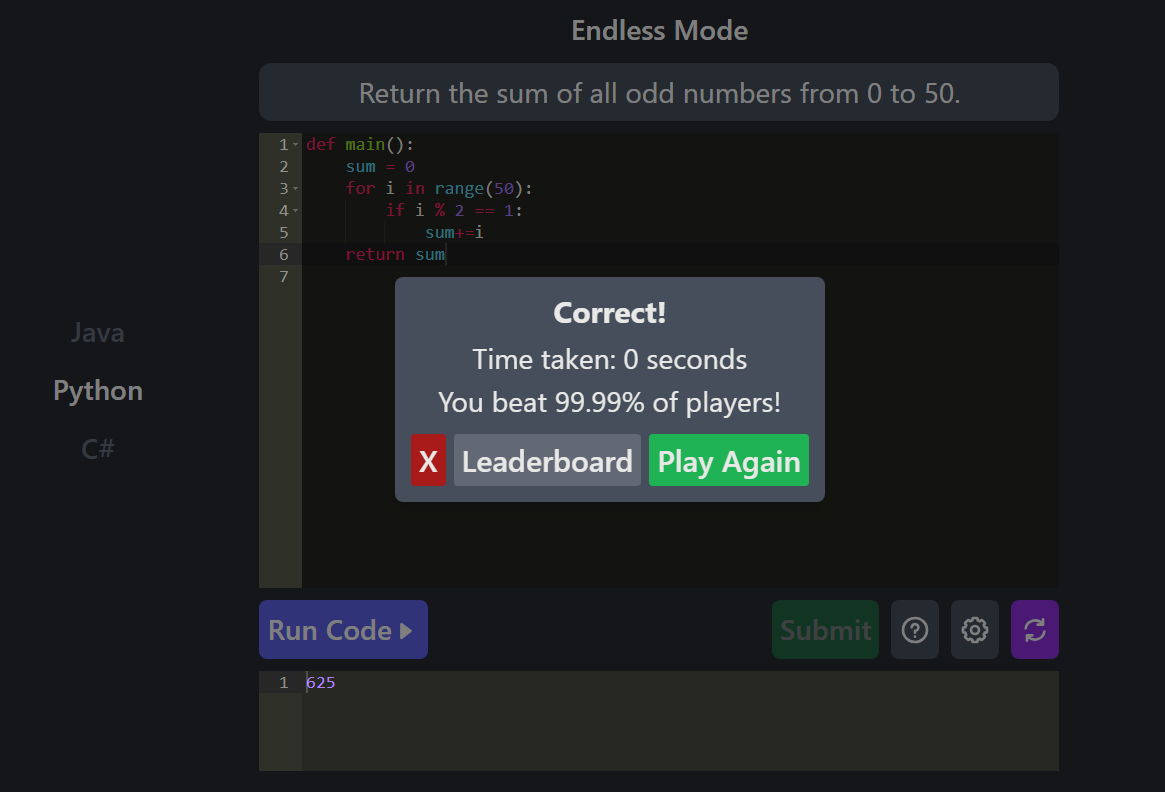 Endless Mode
Return the sum of all odd numbers from 0 to 50.
1 def main():
2     sum = 0
3     for i in range(50):
4         if i % 2 == 1:
5             sum+=i
6     return sum
7
Java
Python
C#
Correct!
Time taken: 0 seconds
You beat 99.99% of players!
X Leaderboard Play Again
Run Code Submit
1 625